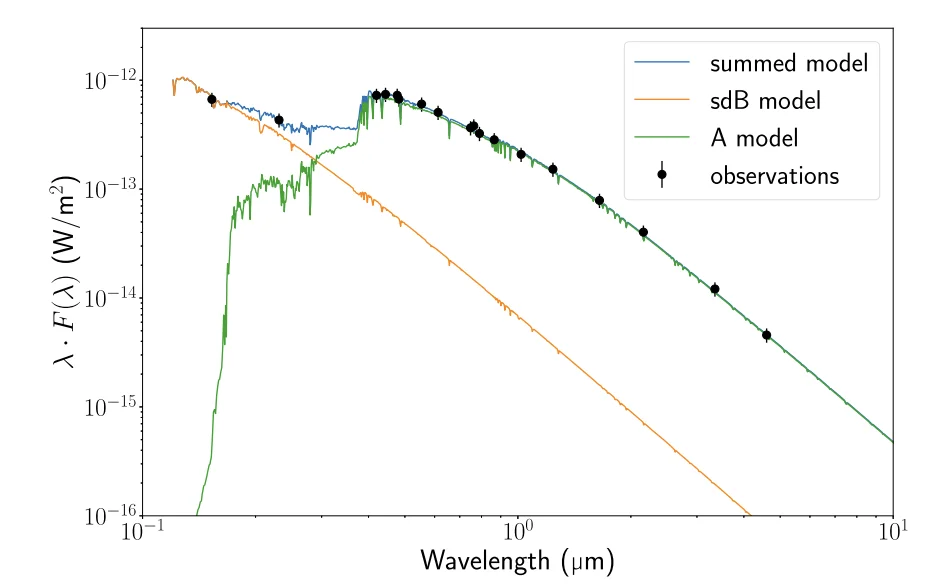 summed model
sdB model
A model
observations
λ · F(λ) (W/m²)
10⁻¹²
10⁻¹³
10⁻¹⁴
10⁻¹⁵
10⁻¹⁶
10⁻¹ 10⁰ 10¹
Wavelength (μm)